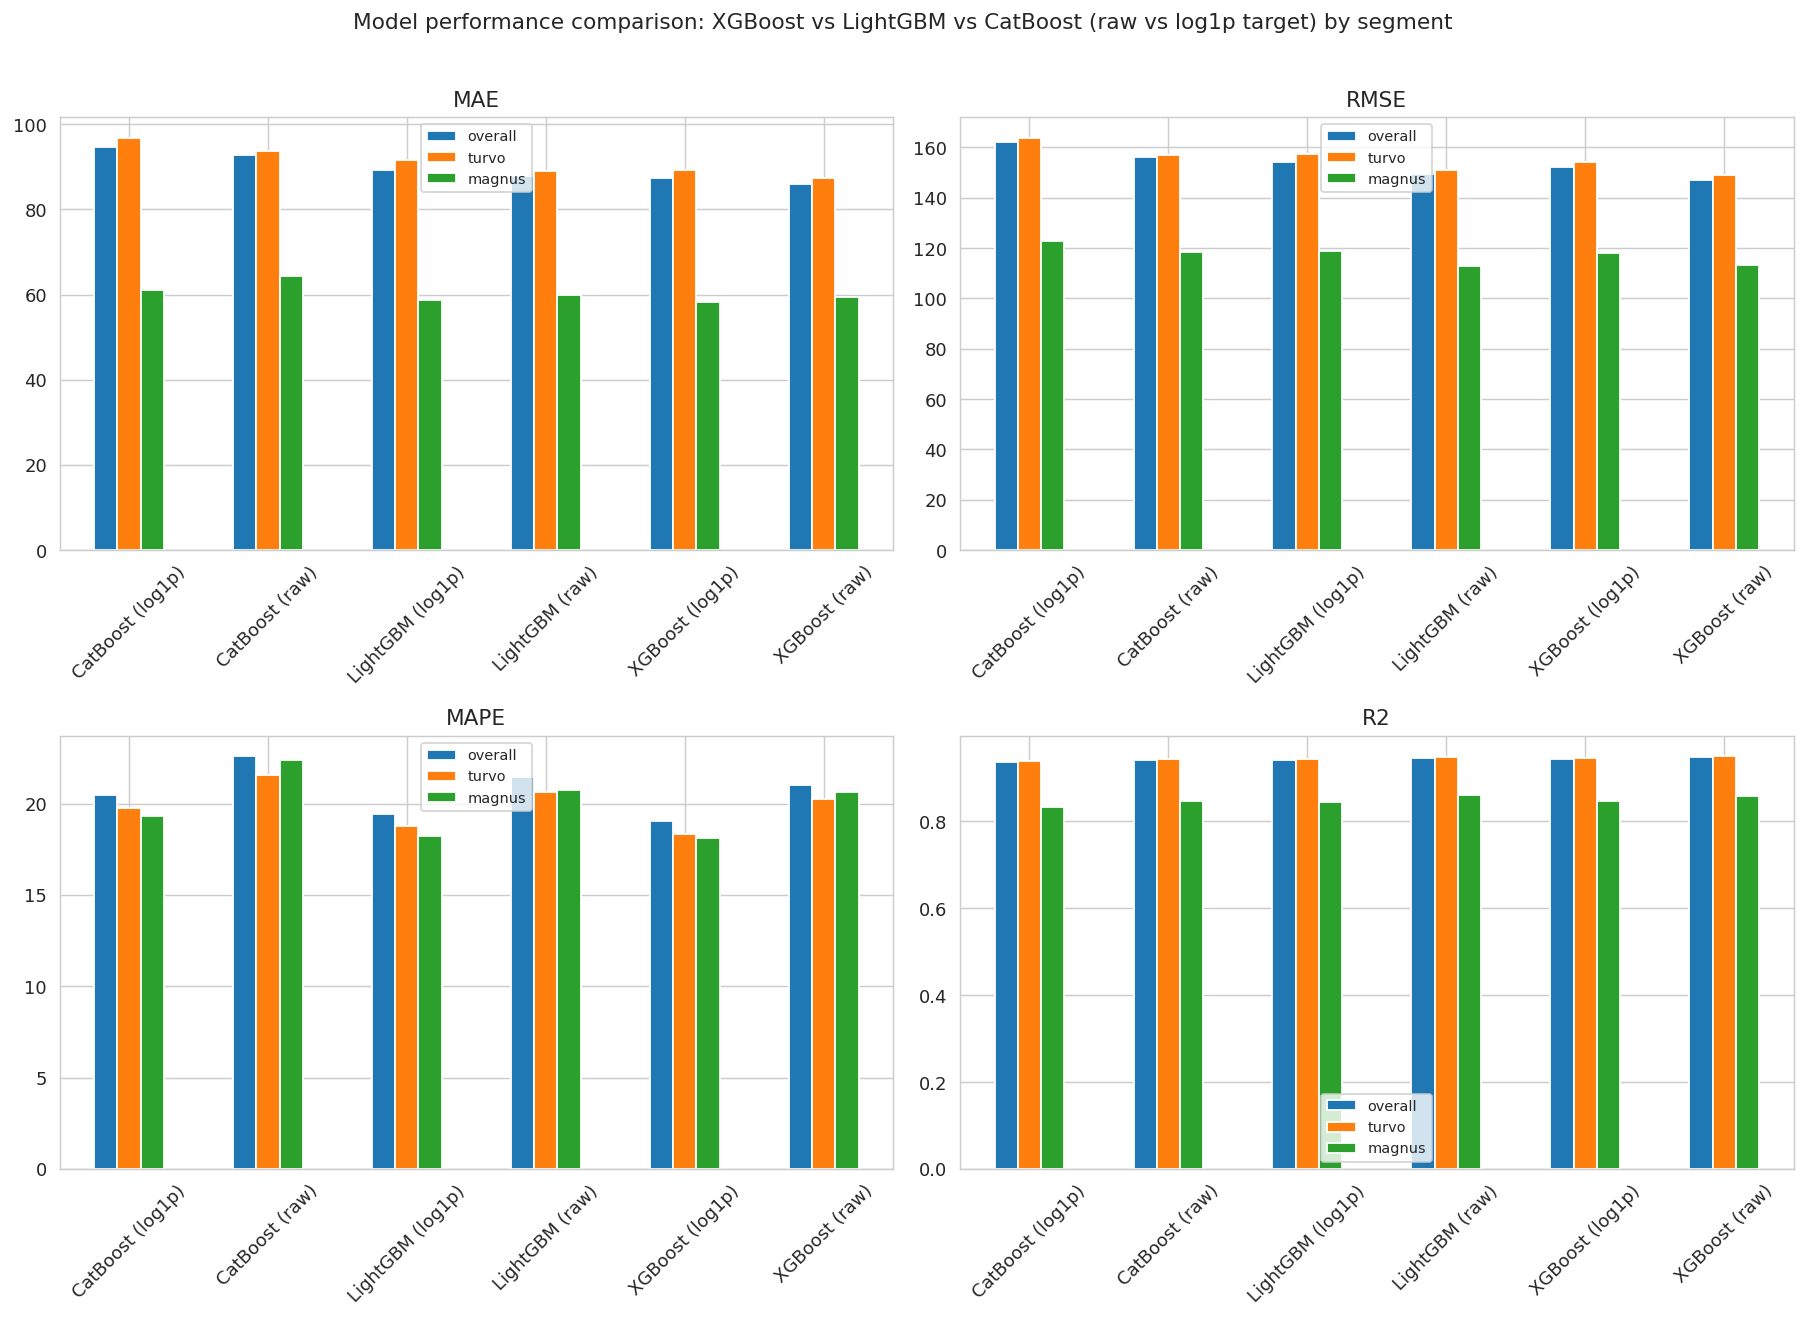 Model performance comparison: XGBoost vs LightGBM vs CatBoost (raw vs log1p target) by segment
MAE
100
80
60
40
20
0
overall
turvo
magnus
CatBoost (log1p)
CatBoost (raw)
LightGBM (log1p)
LightGBM (raw)
XGBoost (log1p)
XGBoost (raw)
RMSE
160
140
120
100
80
60
40
20
0
overall
turvo
magnus
CatBoost (log1p)
CatBoost (raw)
LightGBM (log1p)
LightGBM (raw)
XGBoost (log1p)
XGBoost (raw)
MAPE
20
15
10
5
0
overall
turvo
magnus
CatBoost (log1p)
CatBoost (raw)
LightGBM (log1p)
LightGBM (raw)
XGBoost (log1p)
XGBoost (raw)
R2
0.8
0.6
0.4
0.2
0.0
overall
turvo
magnus
CatBoost (log1p)
CatBoost (raw)
LightGBM (log1p)
LightGBM (raw)
XGBoost (log1p)
XGBoost (raw)